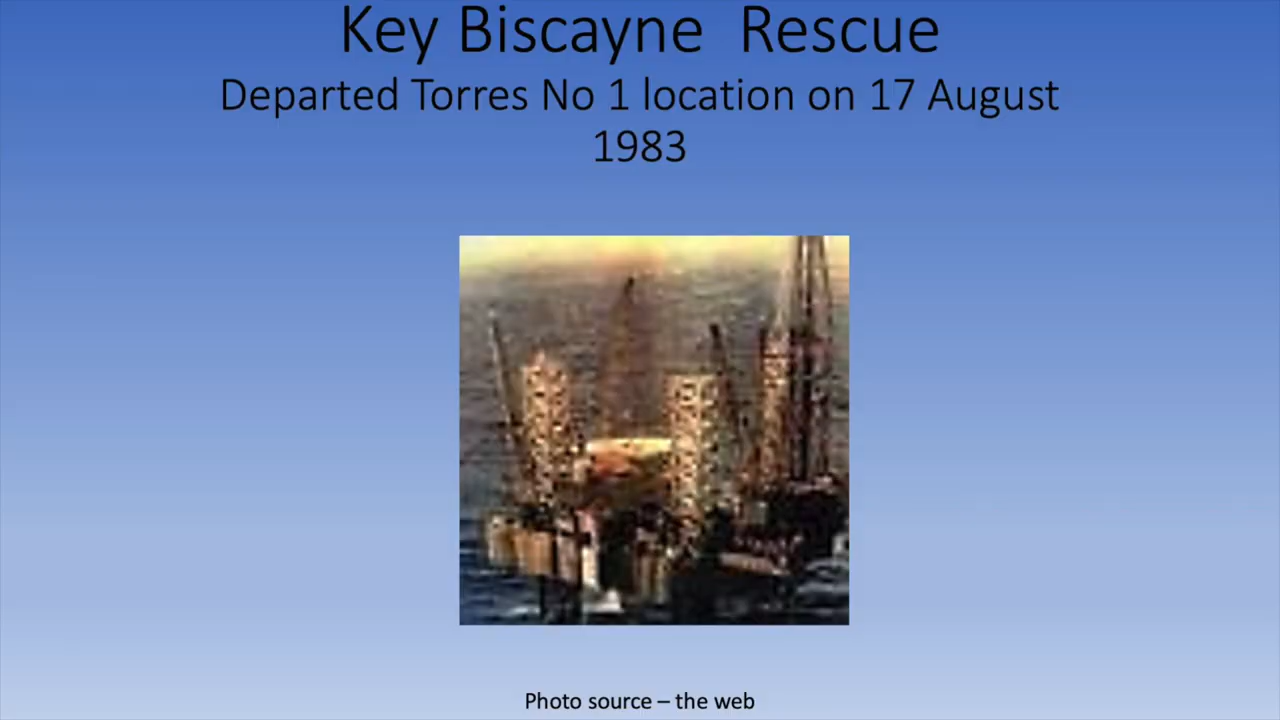 Key Biscayne  Rescue
Departed Torres No 1 location on 17 August
1983
Photo source – the web